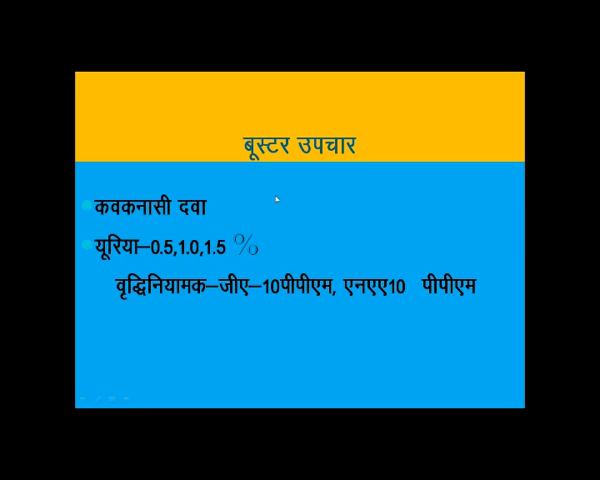 बूस्टर उपचार
कवकनासी दवा
यूरिया–0.5,1.0,1.5 %
वृद्धिनियामक–जीए–10पीपीएम, एनएए10 पीपीएम